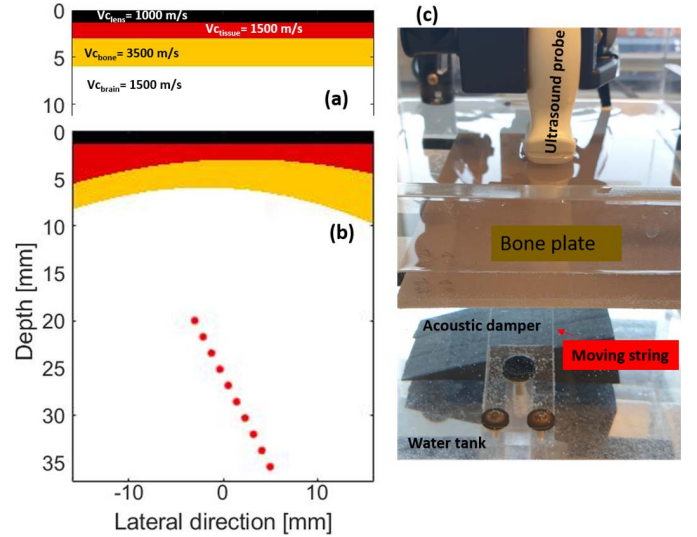 (a)
Vc_lens= 1000 m/s
Vc_tissue= 1500 m/s
Vc_bone= 3500 m/s
Vc_brain= 1500 m/s
0
5
10
(b)
0
5
10
15
20
25
30
35
Depth [mm]
-10
0
10
Lateral direction [mm]
(c)
Ultrasound probe
Bone plate
Acoustic damper
Moving string
Water tank